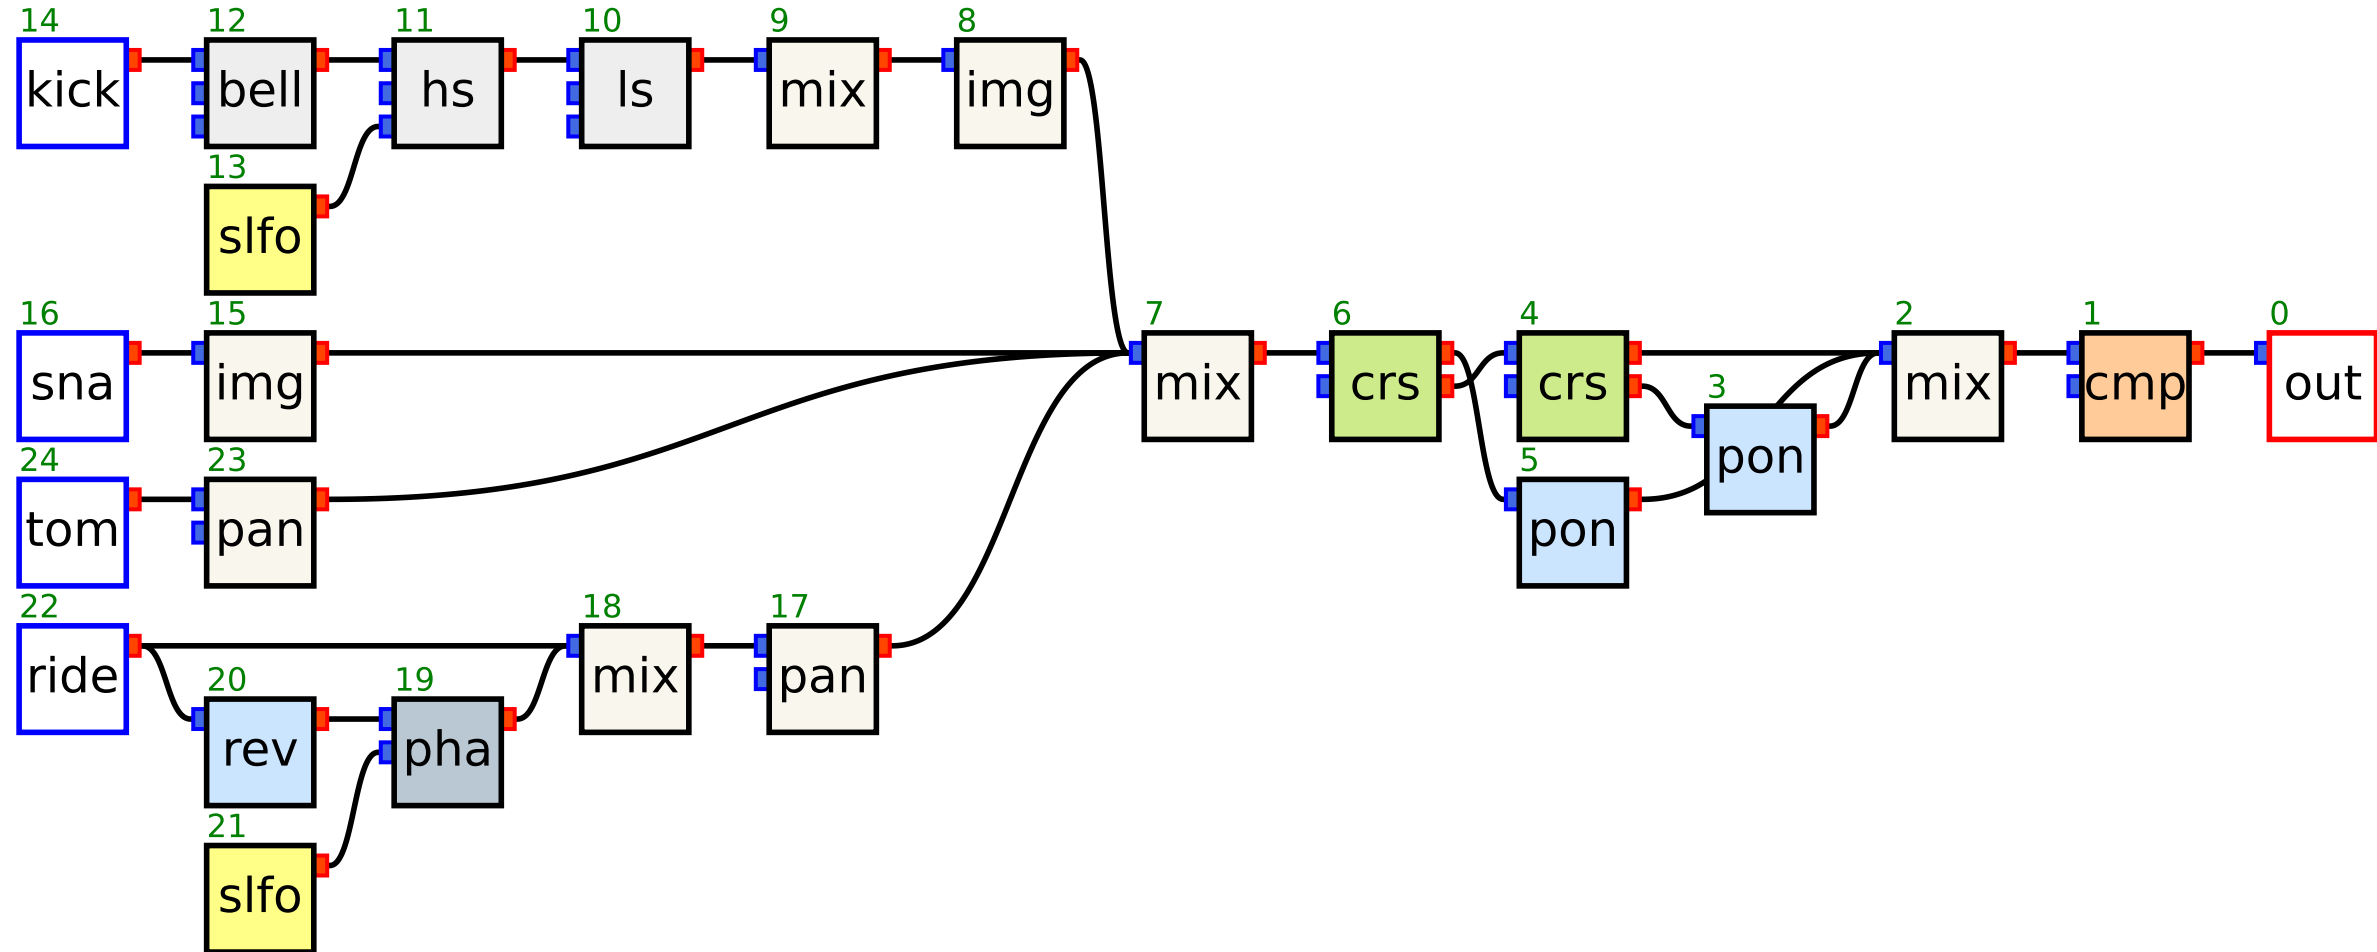 14 12 11 10 9 8
kick bell hs ls mix img
13
slfo
16 15 7 6 4 2 1 0
sna img mix crs crs mix cmp out
3
pon
24 23 5
tom pan pon
22 18 17
ride mix pan
20 19
rev pha
21
slfo